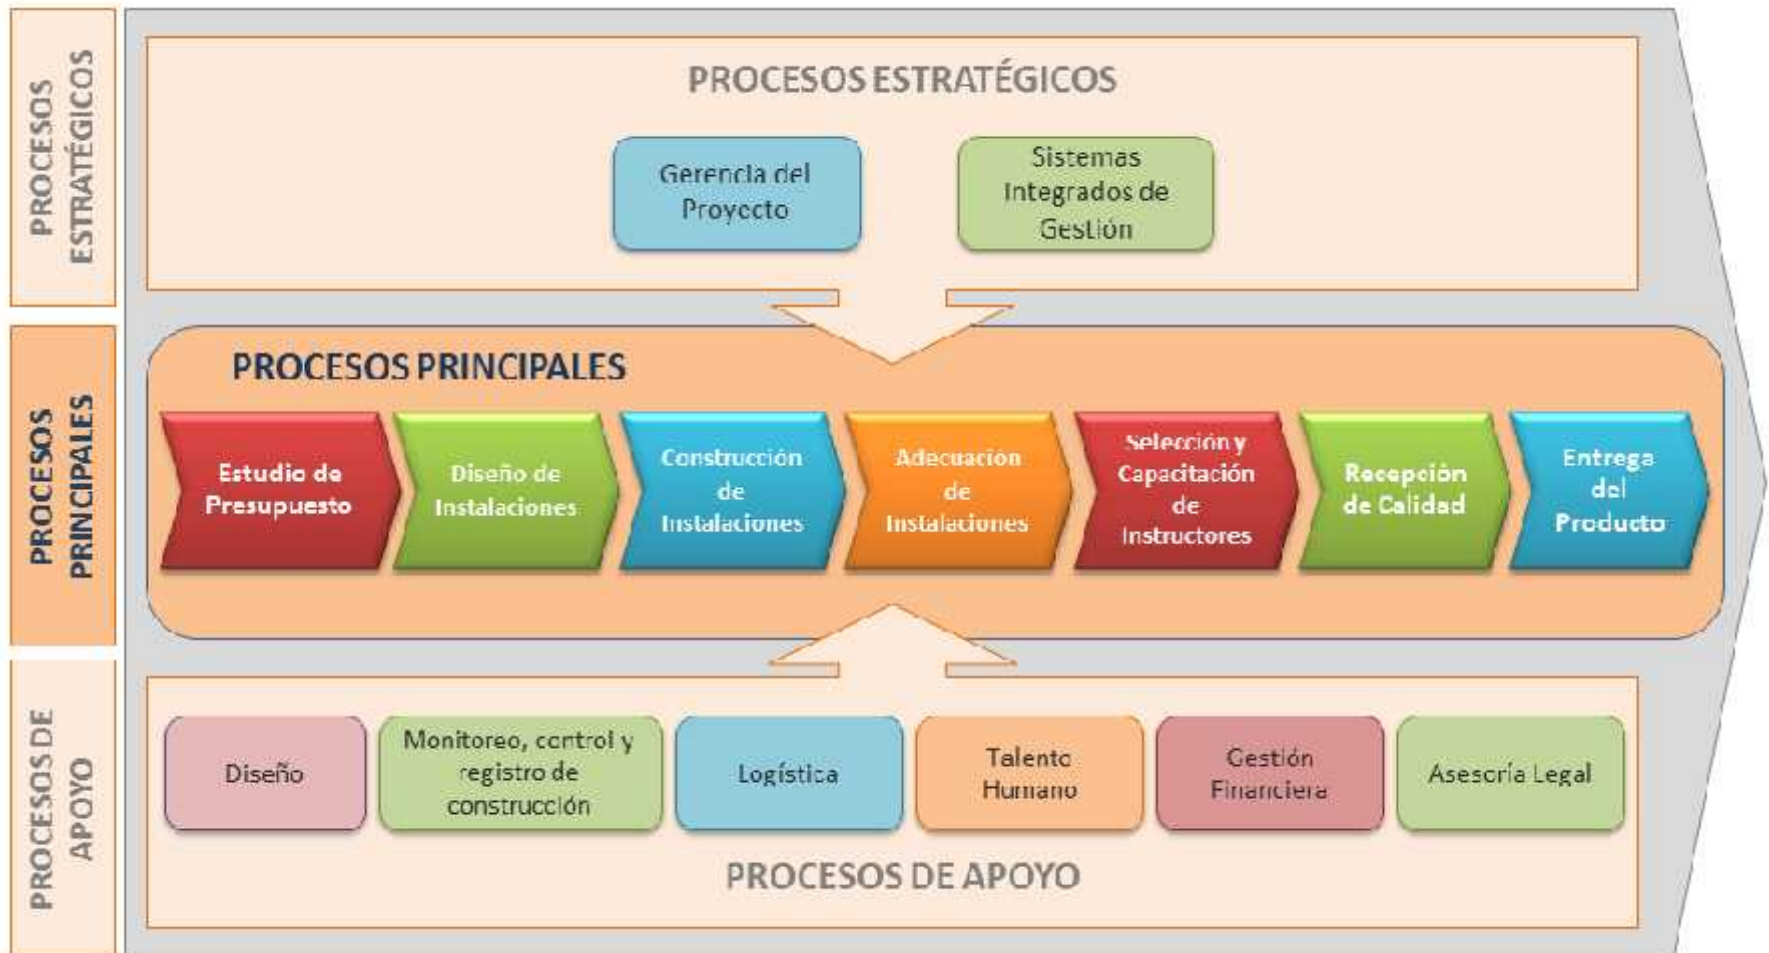 PROCESOS
ESTRATÉGICOS
PROCESOS ESTRATÉGICOS
Gerencia del
Proyecto
Sistemas
Integrados de
Gestión
PROCESOS
PRINCIPALES
PROCESOS PRINCIPALES
Estudio de
Presupuesto
Diseño de
Instalaciones
Construcción
de
Instalaciones
Adecuación
de
Instalaciones
Selección y
Capacitación
de
Instructores
Recepción
de Calidad
Entrega
del
Producto
PROCESOS DE
APOYO
Diseño
Monitoreo, control y
registro de
construcción
Logística
Talento
Humano
Gestión
Financiera
Asesoría Legal
PROCESOS DE APOYO